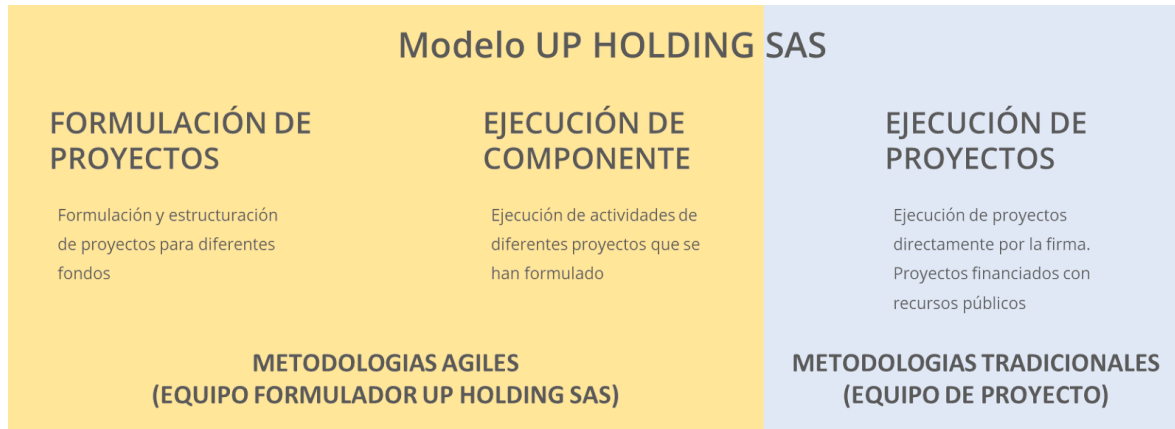 Modelo UP HOLDING SAS
FORMULACIÓN DE
PROYECTOS
Formulación y estructuración
de proyectos para diferentes
fondos
EJECUCIÓN DE
COMPONENTE
Ejecución de actividades de
diferentes proyectos que se
han formulado
EJECUCIÓN DE
PROYECTOS
Ejecución de proyectos
directamente por la firma.
Proyectos financiados con
recursos públicos
METODOLOGIAS AGILES
(EQUIPO FORMULADOR UP HOLDING SAS)
METODOLOGIAS TRADICIONALES
(EQUIPO DE PROYECTO)